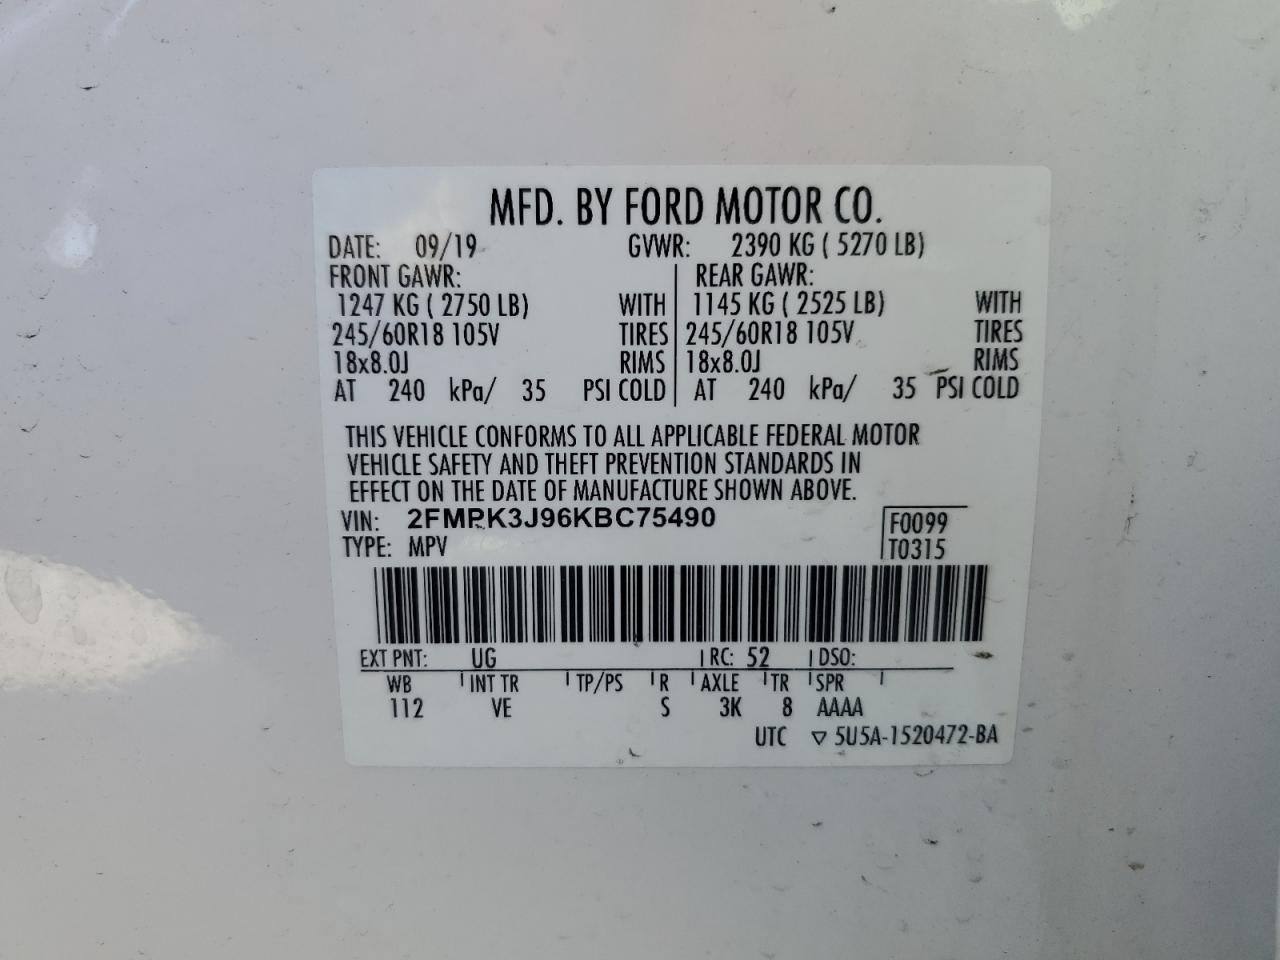 MFD. BY FORD MOTOR CO.
DATE: 09/19 GVWR: 2390 KG ( 5270 LB)
FRONT GAWR: REAR GAWR:
1247 KG ( 2750 LB) WITH 1145 KG ( 2525 LB) WITH
245/60R18 105V TIRES 245/60R18 105V TIRES
18x8.0J RIMS 18x8.0J RIMS
AT 240 kPa/ 35 PSI COLD AT 240 kPa/ 35 PSI COLD
THIS VEHICLE CONFORMS TO ALL APPLICABLE FEDERAL MOTOR
VEHICLE SAFETY AND THEFT PREVENTION STANDARDS IN
EFFECT ON THE DATE OF MANUFACTURE SHOWN ABOVE.
VIN: 2FMPK3J96KBC75490 F0099
TYPE: MPV T0315
EXT PNT: UG RC: 52 DSO:
WB INT TR TP/PS R AXLE TR SPR
112 VE S 3K 8 AAAA
UTC ▽ 5U5A-1520472-BA